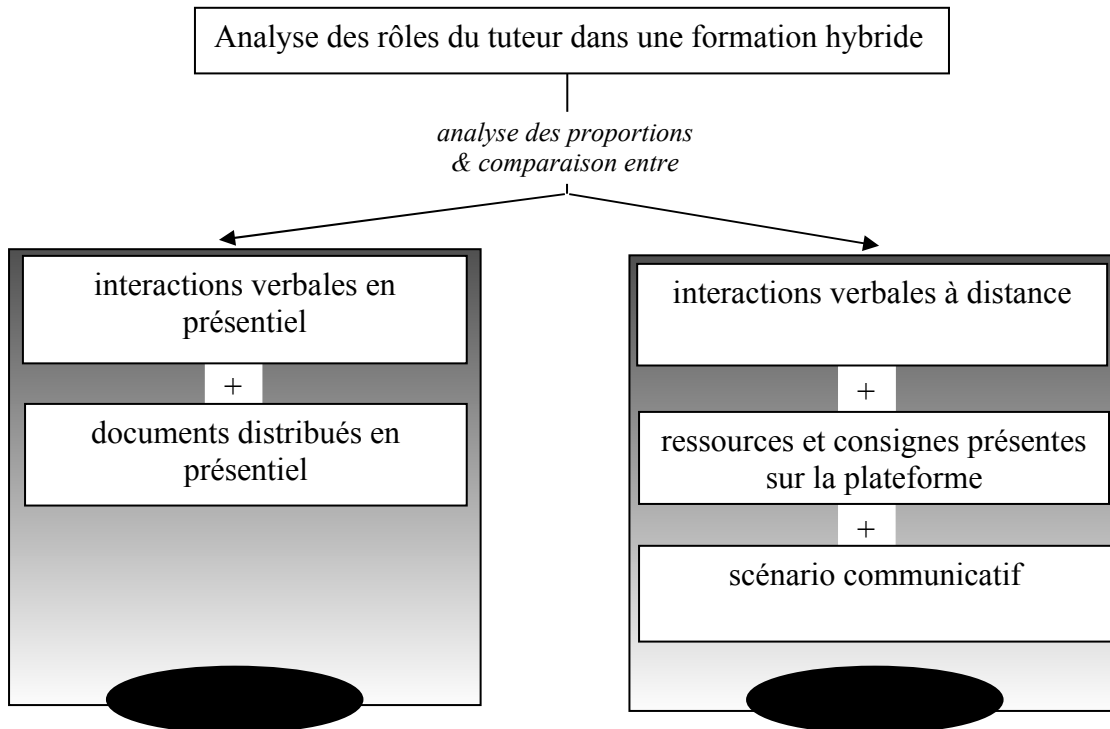 Analyse des rôles du tuteur dans une formation hybride
analyse des proportions
& comparaison entre
interactions verbales en
présentiel
+
documents distribués en
présentiel
interactions verbales à distance
+
ressources et consignes présentes
sur la plateforme
+
scénario communicatif